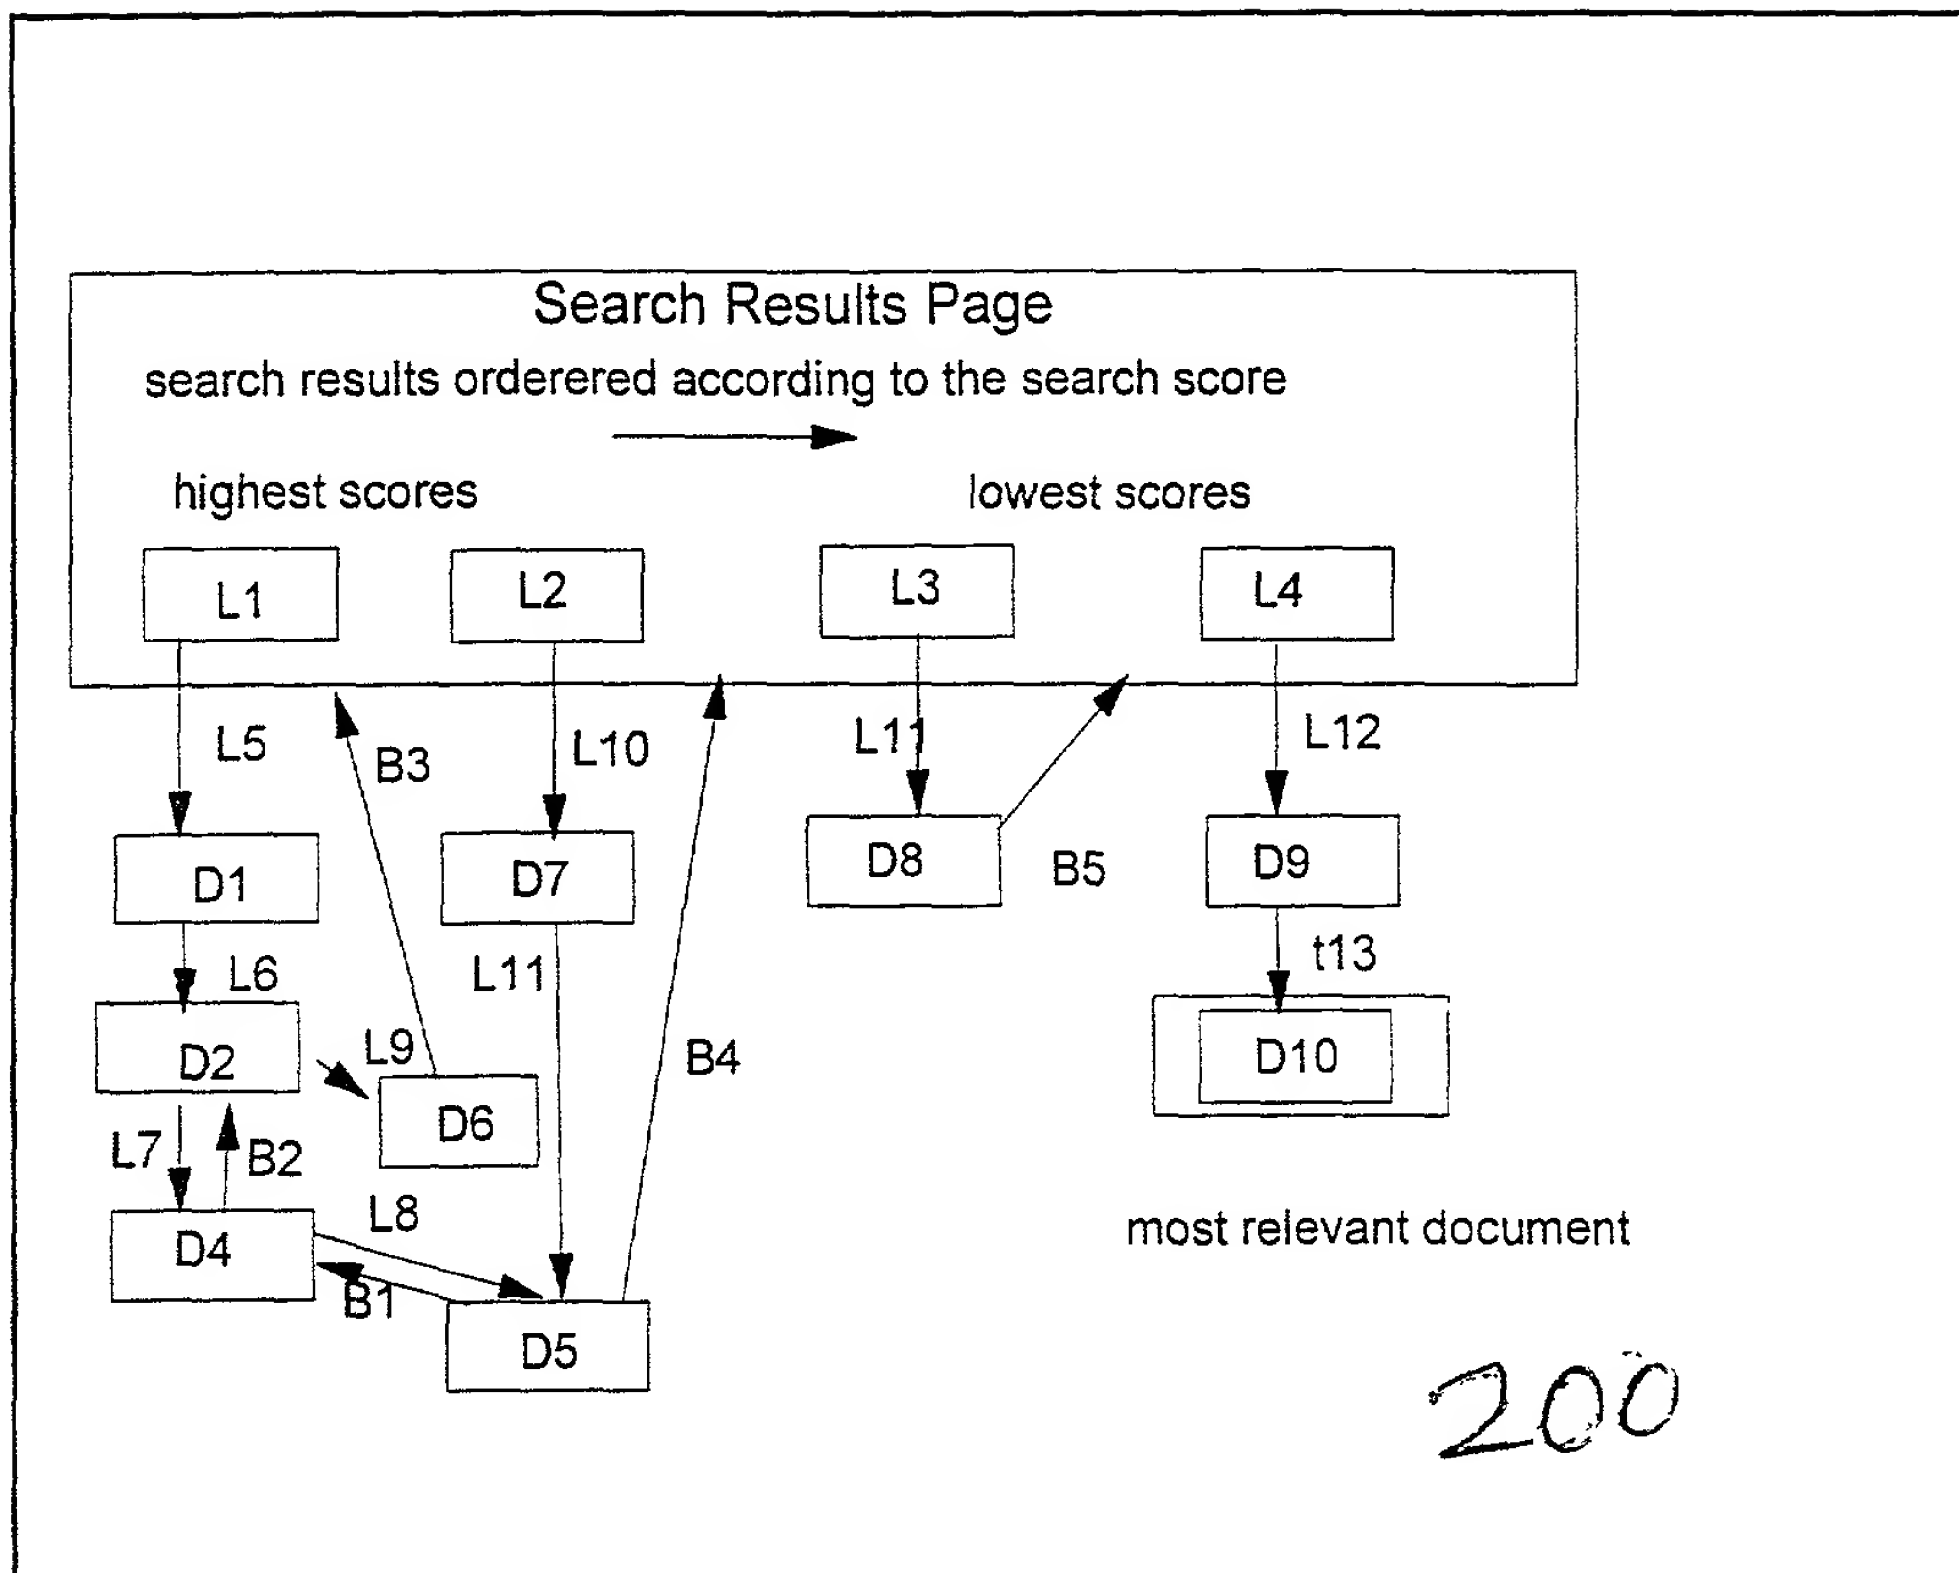 Search Results Page
search results orderered according to the search score
highest scores lowest scores
L1 L2 L3 L4
L5 B3 L10 L11 L12
D1 D7 D8 B5 D9
L6 L11 t13
D2 L9 D6 B4 D10
L7 B2
L8
D4 most relevant document
B1
D5
200